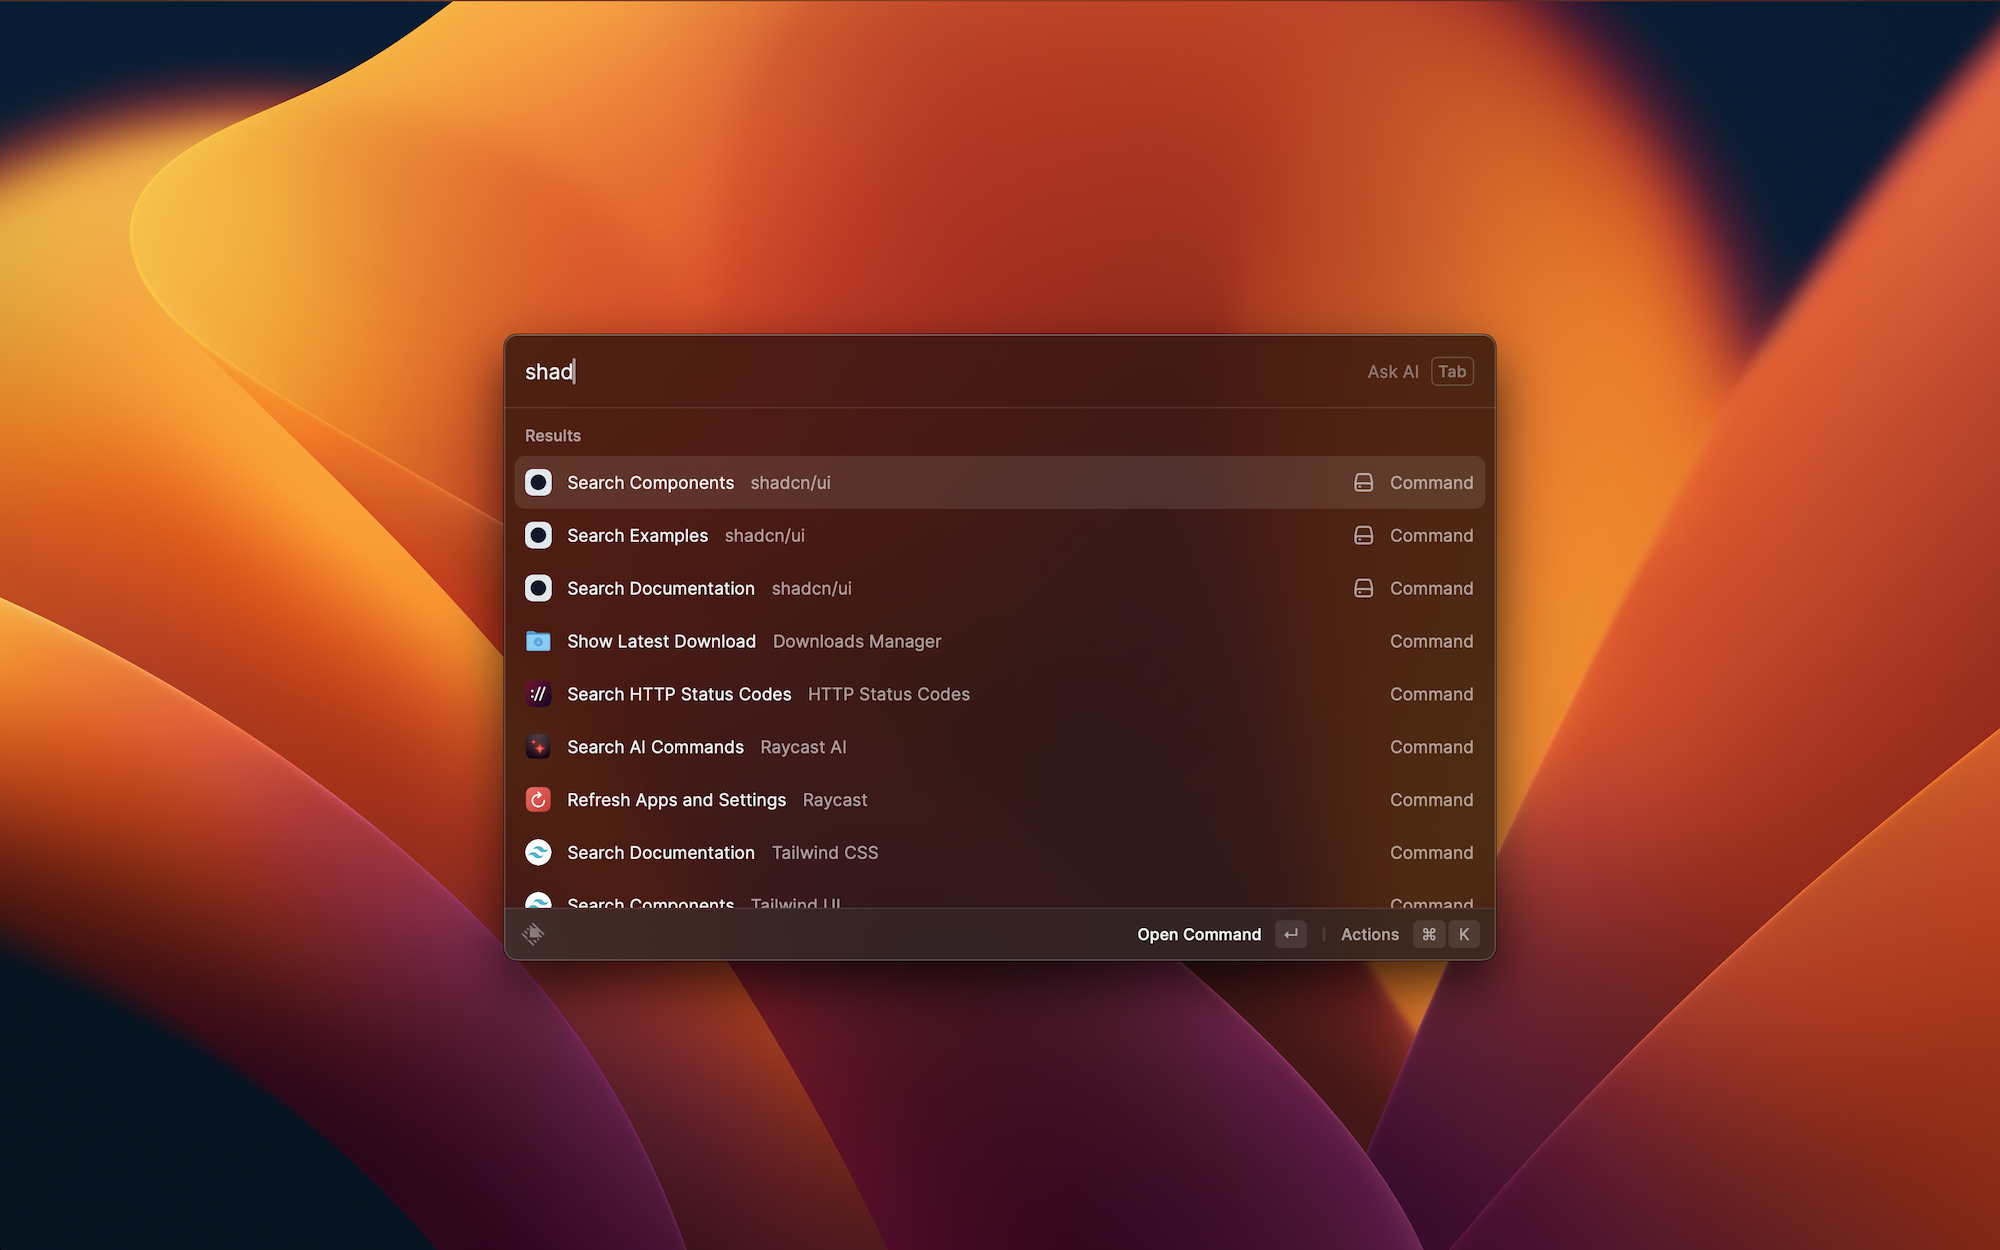 shad Ask AI Tab
Results
Search Components shadcn/ui Command
Search Examples shadcn/ui Command
Search Documentation shadcn/ui Command
Show Latest Download Downloads Manager Command
:// Search HTTP Status Codes HTTP Status Codes Command
Search AI Commands Raycast AI Command
Refresh Apps and Settings Raycast Command
Search Documentation Tailwind CSS Command
Search Components Tailwind UI Command
Open Command ↵ | Actions ⌘ K